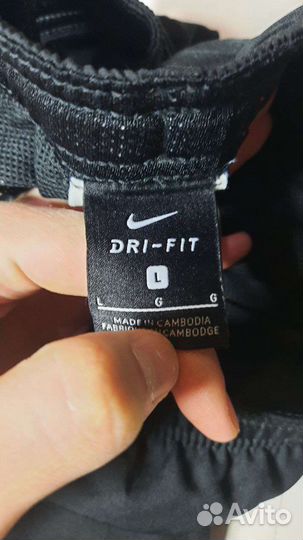 DRI-FIT
L
L G G
MADE IN CAMBODIA
CAMBODGE
Avito